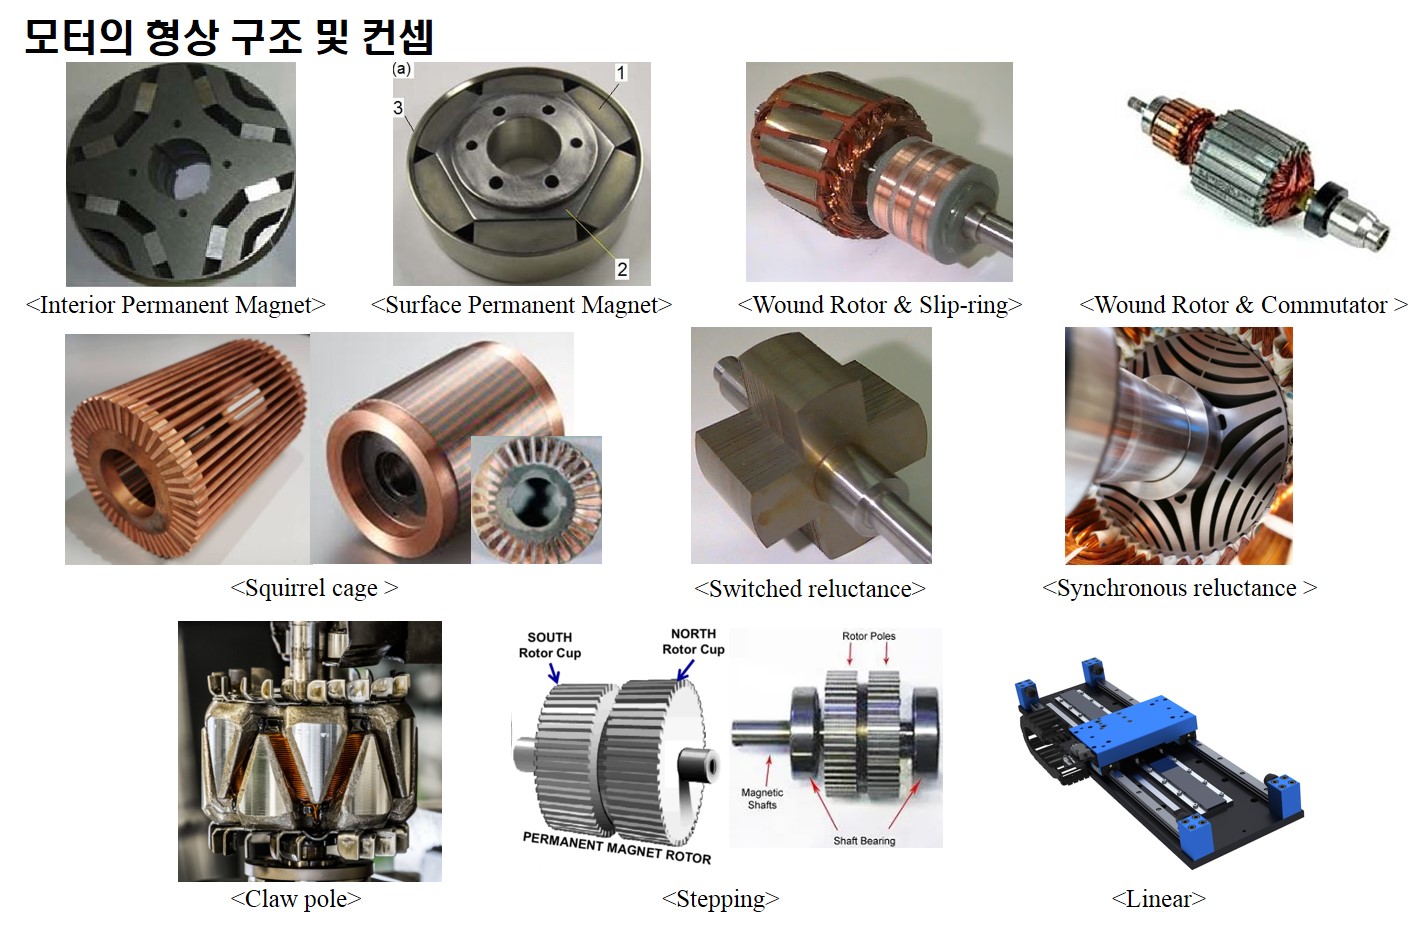 모터의 형상 구조 및 컨셉
(a)
1
3
2
<Interior Permanent Magnet>
<Surface Permanent Magnet>
<Wound Rotor & Slip-ring>
<Wound Rotor & Commutator >
<Squirrel cage >
<Switched reluctance>
<Synchronous reluctance >
SOUTH
Rotor Cup
NORTH
Rotor Cup
PERMANENT MAGNET ROTOR
Rotor Poles
Magnetic
Shafts
Shaft Bearing
<Claw pole>
<Stepping>
<Linear>